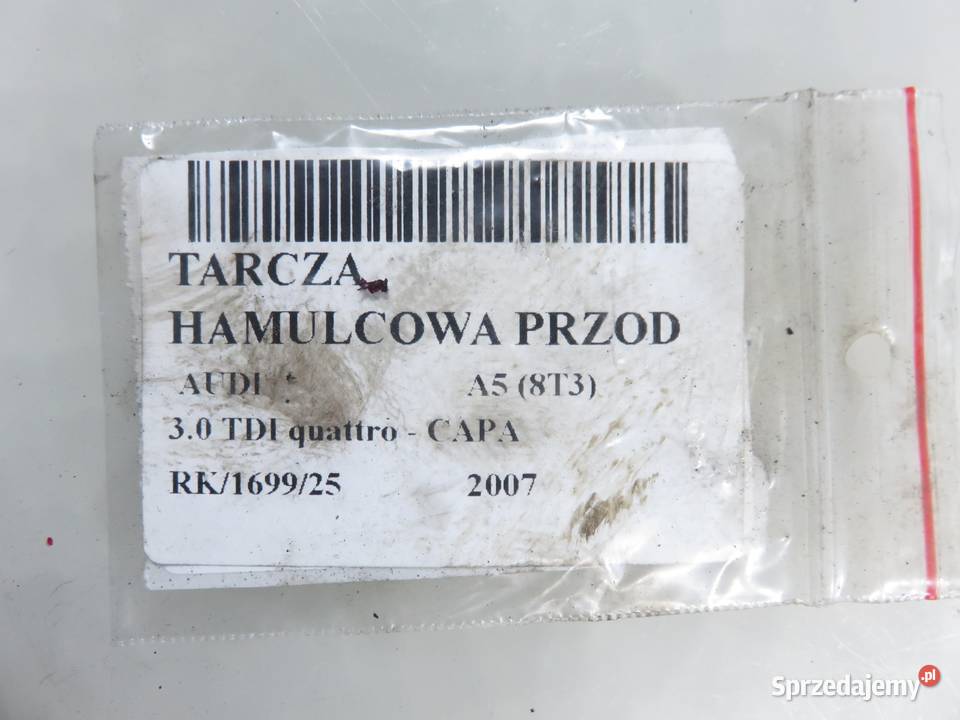 TARCZA
HAMULCOWA PRZOD
AUDI A5 (8T3)
3.0 TDI quattro - CAPA
RK/1699/25 2007
Sprzedajemy.pl